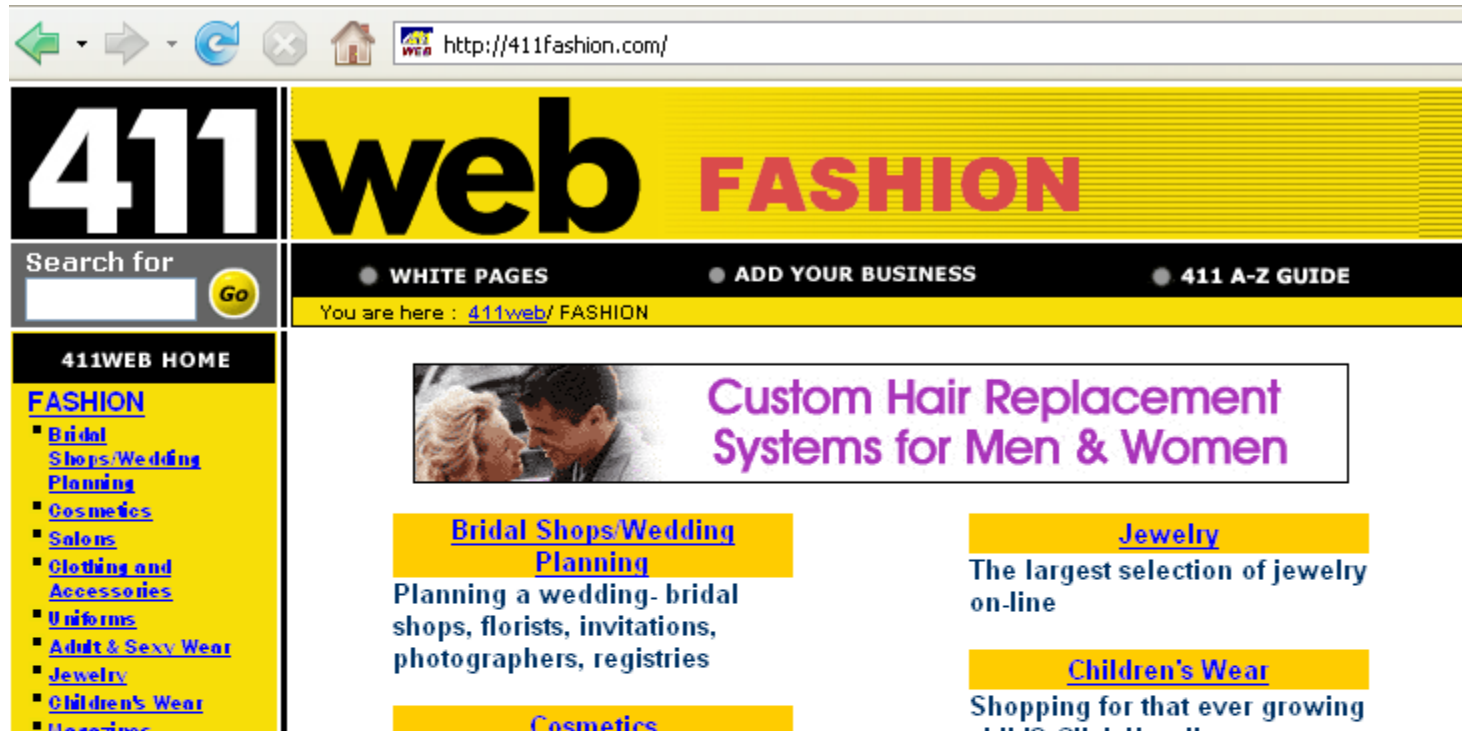 http://411fashion.com/
411 web FASHION
411 WEB
Search for
Go
WHITE PAGES
ADD YOUR BUSINESS
411 A-Z GUIDE
You are here : 411web/ FASHION
411WEB HOME
FASHION
Bridal
Shops/Wedding
Planning
Cosmetics
Salons
Clothing and
Accessories
Uniforms
Adult & Sexy Wear
Jewelry
Children's Wear
Magazines
Custom Hair Replacement
Systems for Men & Women
Bridal Shops/Wedding
Planning
Planning a wedding- bridal
shops, florists, invitations,
photographers, registries
Cosmetics
Jewelry
The largest selection of jewelry
on-line
Children's Wear
Shopping for that ever growing